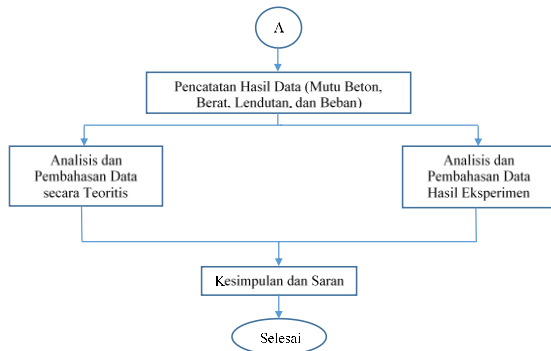 A
Pencatatan Hasil Data (Mutu Beton,
Berat, Lendutan, dan Beban)
Analisis dan
Pembahasan Data
secara Teoritis
Analisis dan
Pembahasan Data
Hasil Eksperimen
Kesimpulan dan Saran
Selesai